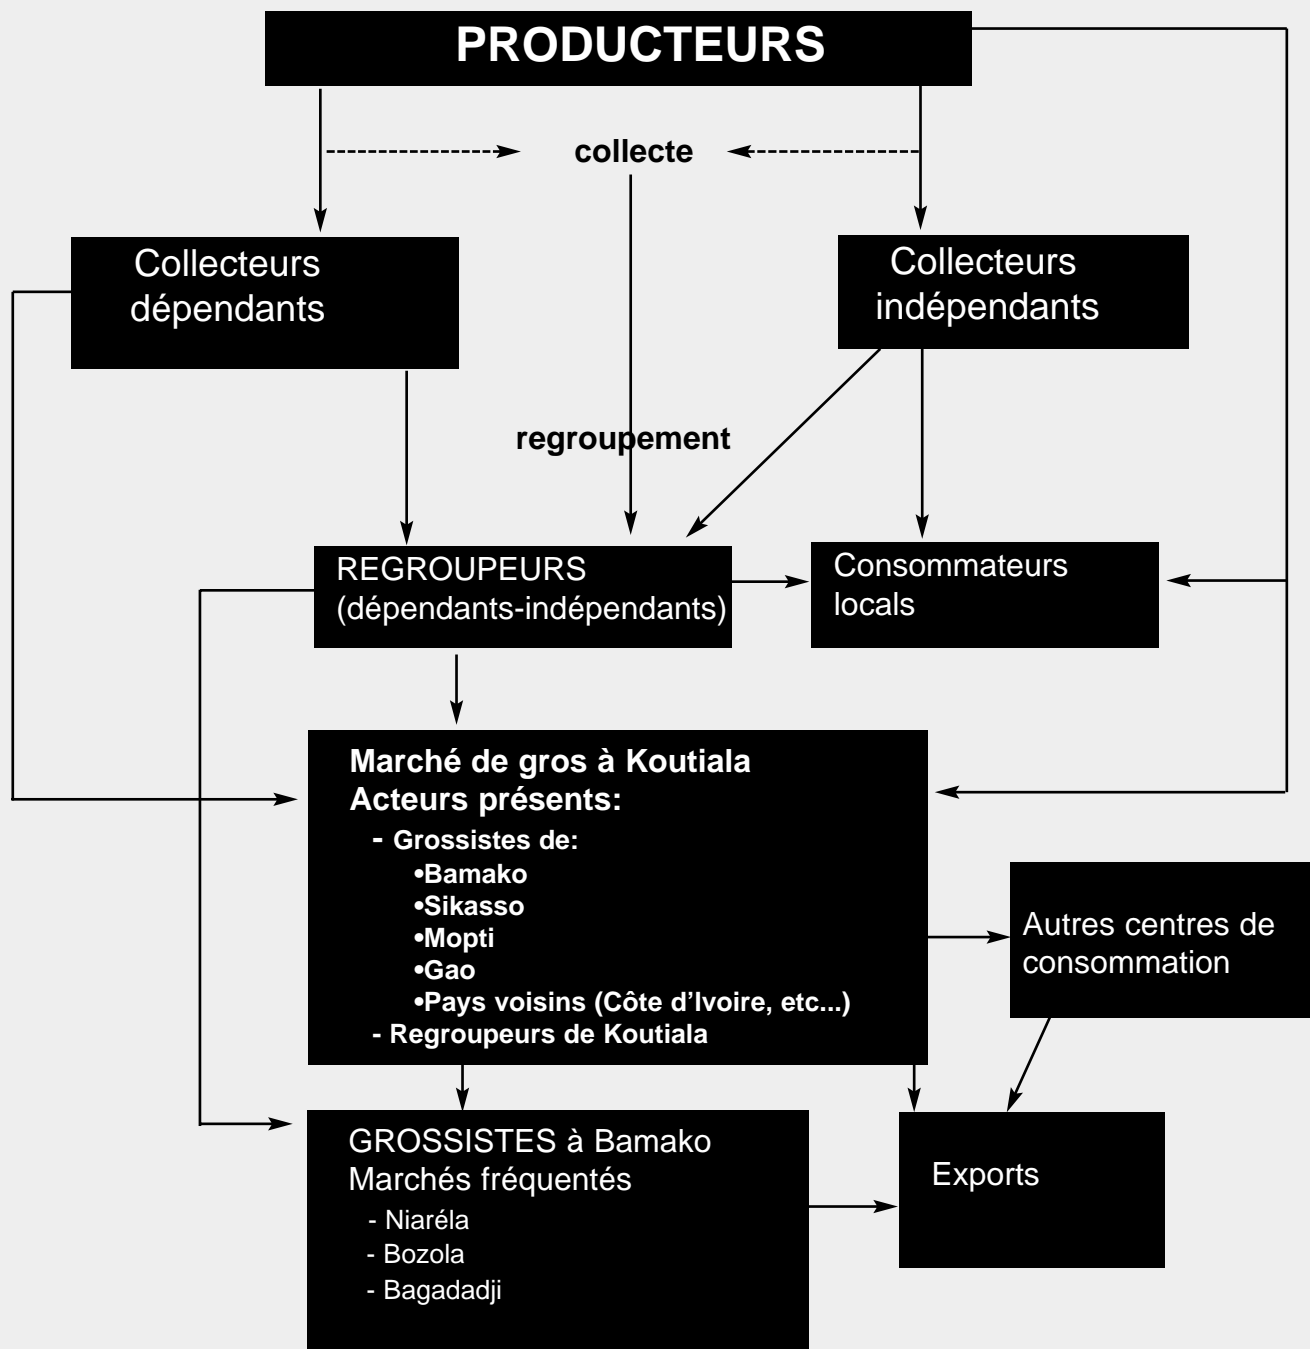 PRODUCTEURS
collecte
Collecteurs
dépendants
Collecteurs
indépendants
regroupement
REGROUPEURS
(dépendants-indépendants)
Consommateurs
locals
Marché de gros à Koutiala
Acteurs présents:
- Grossistes de:
•Bamako
•Sikasso
•Mopti
•Gao
•Pays voisins (Côte d’Ivoire, etc...)
- Regroupeurs de Koutiala
Autres centres de
consommation
GROSSISTES à Bamako
Marchés fréquentés
- Niaréla
- Bozola
- Bagadadji
Exports